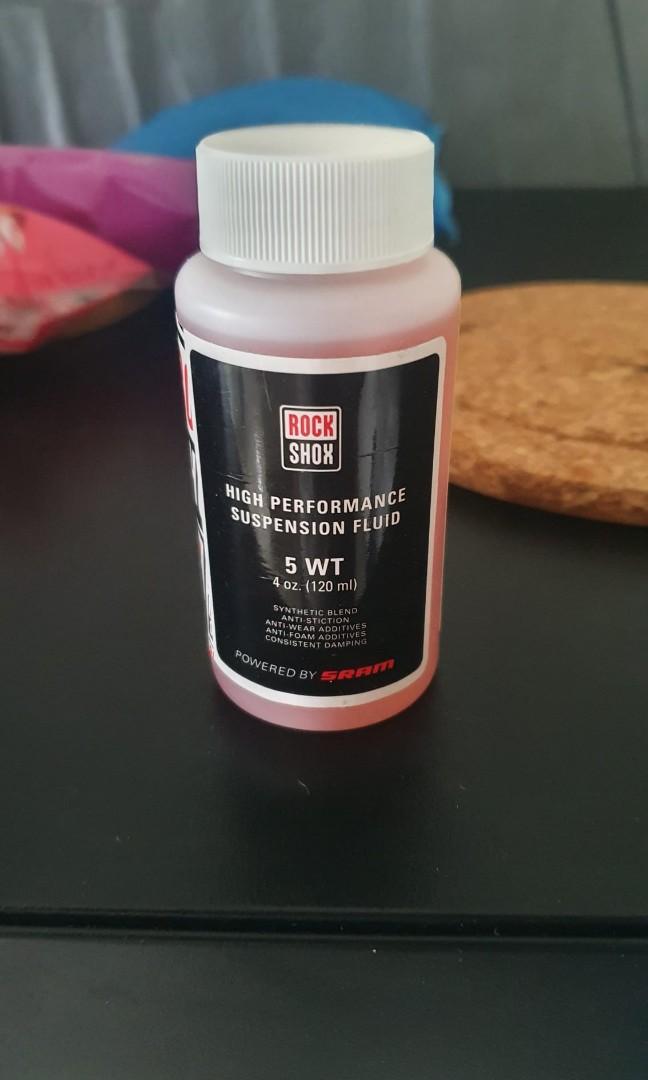 ROCK
SHOX
HIGH PERFORMANCE
SUSPENSION FLUID
5 WT
4 oz. (120 ml)
SYNTHETIC BLEND
ANTI-STICTION
ANTI-WEAR ADDITIVES
ANTI-FOAM ADDITIVES
CONSISTENT DAMPING
POWERED BY SRAM